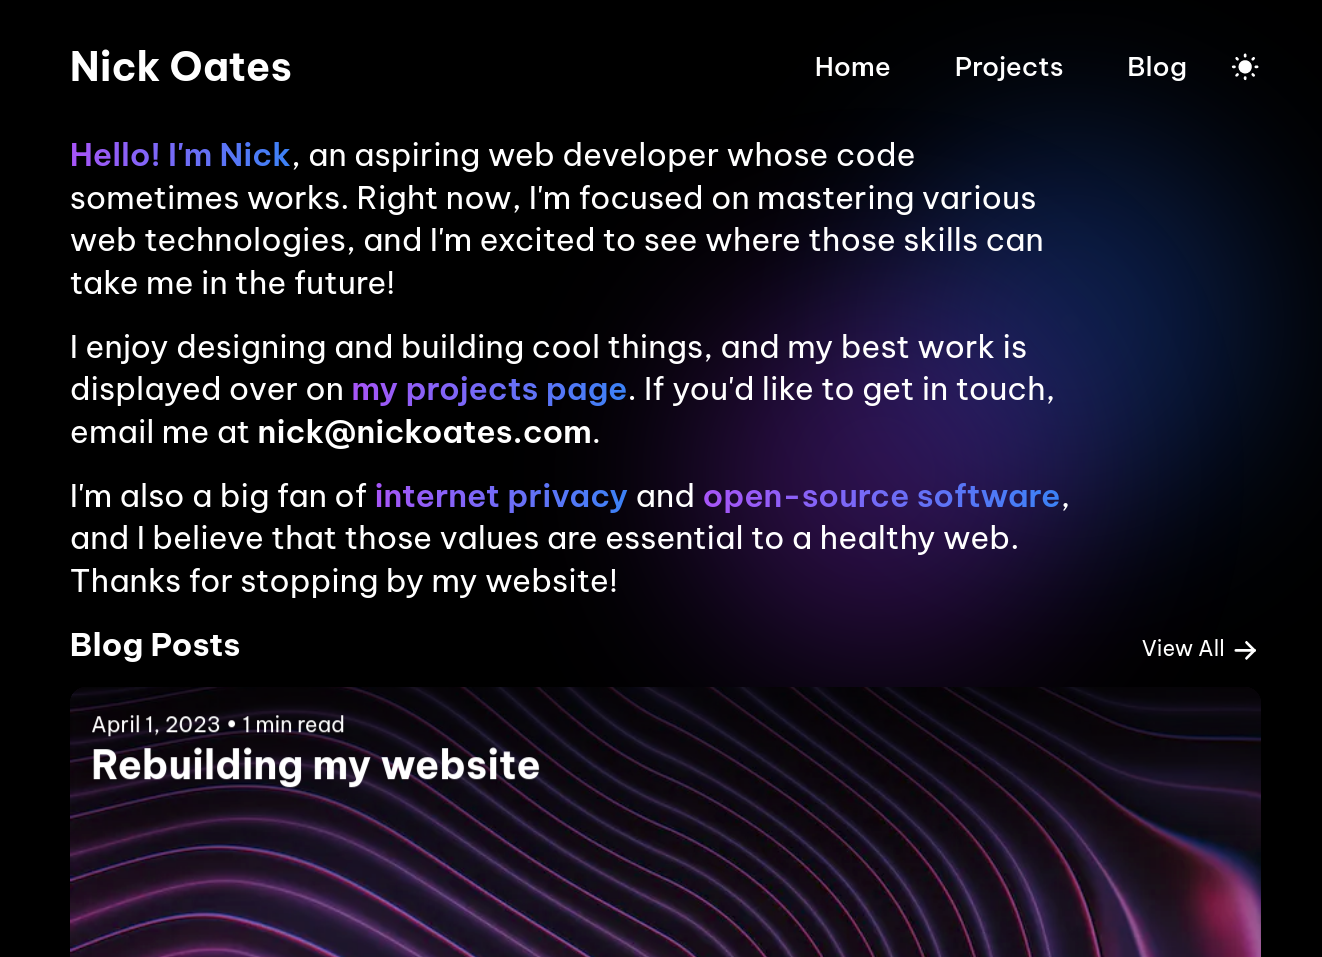 Nick Oates
Home
Projects
Blog
Hello! I'm Nick, an aspiring web developer whose code
sometimes works. Right now, I'm focused on mastering various
web technologies, and I'm excited to see where those skills can
take me in the future!
I enjoy designing and building cool things, and my best work is
displayed over on my projects page. If you'd like to get in touch,
email me at nick@nickoates.com.
I'm also a big fan of internet privacy and open-source software,
and I believe that those values are essential to a healthy web.
Thanks for stopping by my website!
Blog Posts
View All
April 1, 2023 • 1 min read
Rebuilding my website